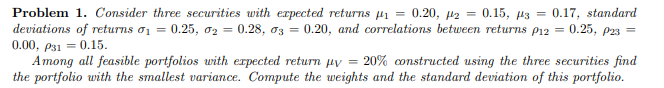 Problem 1. Consider three securities with expected returns μ₁ = 0.20, μ₂ = 0.15, μ₃ = 0.17, standard
deviations of returns σ₁ = 0.25, σ₂ = 0.28, σ₃ = 0.20, and correlations between returns ρ₁₂ = 0.25, ρ₂₃ =
0.00, ρ₃₁ = 0.15.
Among all feasible portfolios with expected return μ_V = 20% constructed using the three securities find
the portfolio with the smallest variance. Compute the weights and the standard deviation of this portfolio.